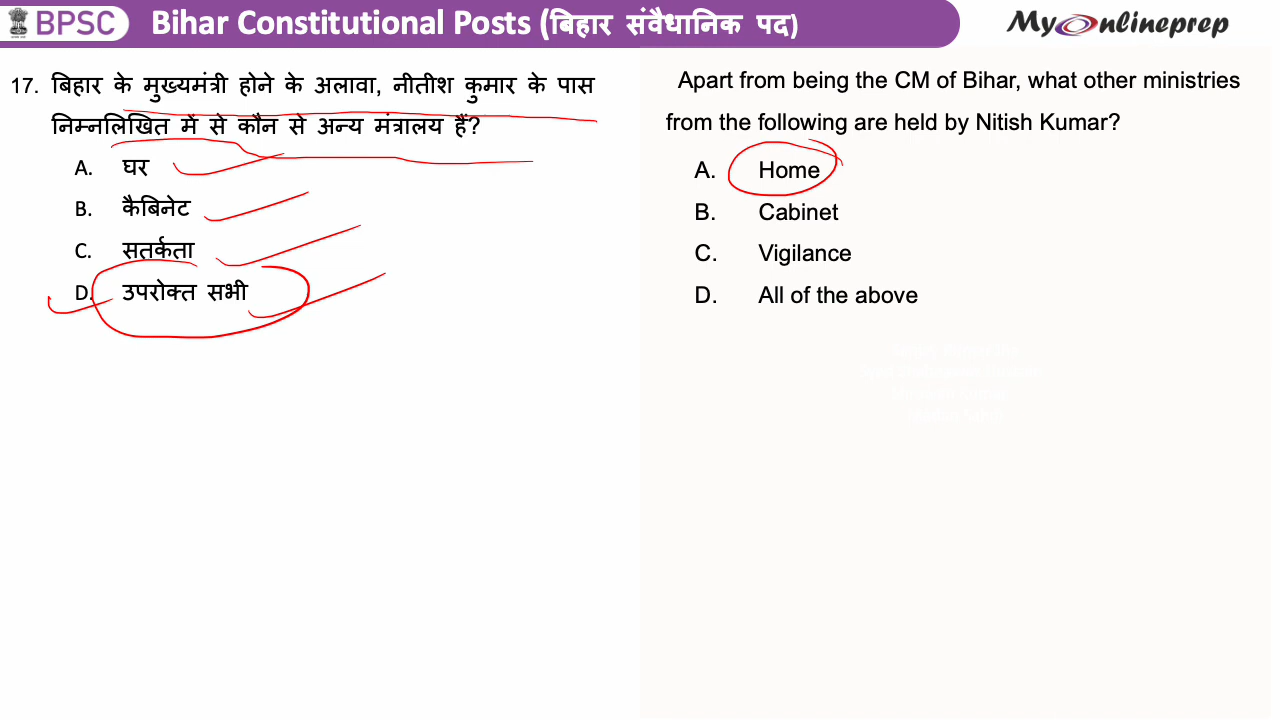 BPSC
Bihar Constitutional Posts (बिहार संवैधानिक पद)
MyOnlineprep
17. बिहार के मुख्यमंत्री होने के अलावा, नीतीश कुमार के पास
निम्नलिखित में से कौन से अन्य मंत्रालय हैं?
A. घर
B. कैबिनेट
C. सतर्कता
D. उपरोक्त सभी
Apart from being the CM of Bihar, what other ministries
from the following are held by Nitish Kumar?
A. Home
B. Cabinet
C. Vigilance
D. All of the above